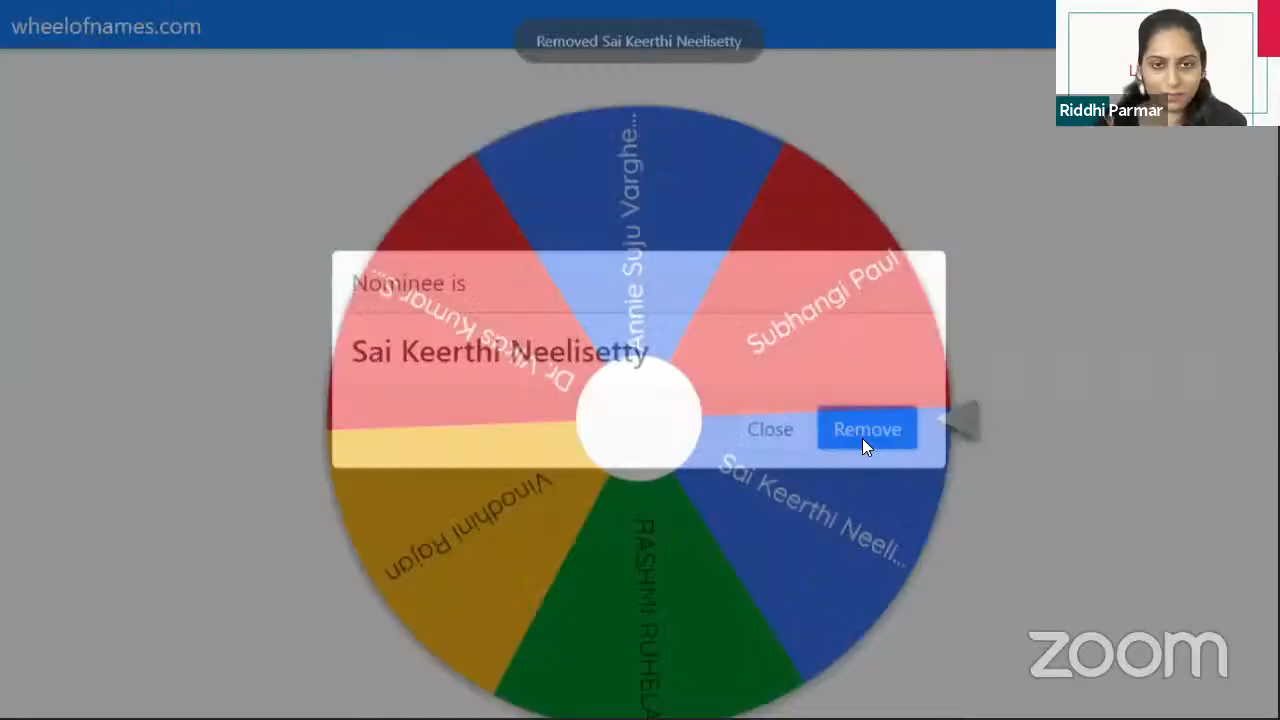 wheelofnames.com
Removed Sai Keerthi Neelisetty
Riddhi Parmar
Annie Suju Varghe...
Subhangi Paul
Nominee is
Dr. Vikas Kumar S...
Sai Keerthi Neelisetty
Close
Remove
Sai Keerthi Neeli...
Vinodhini Rajan
RASHMI RUHELA
zoom